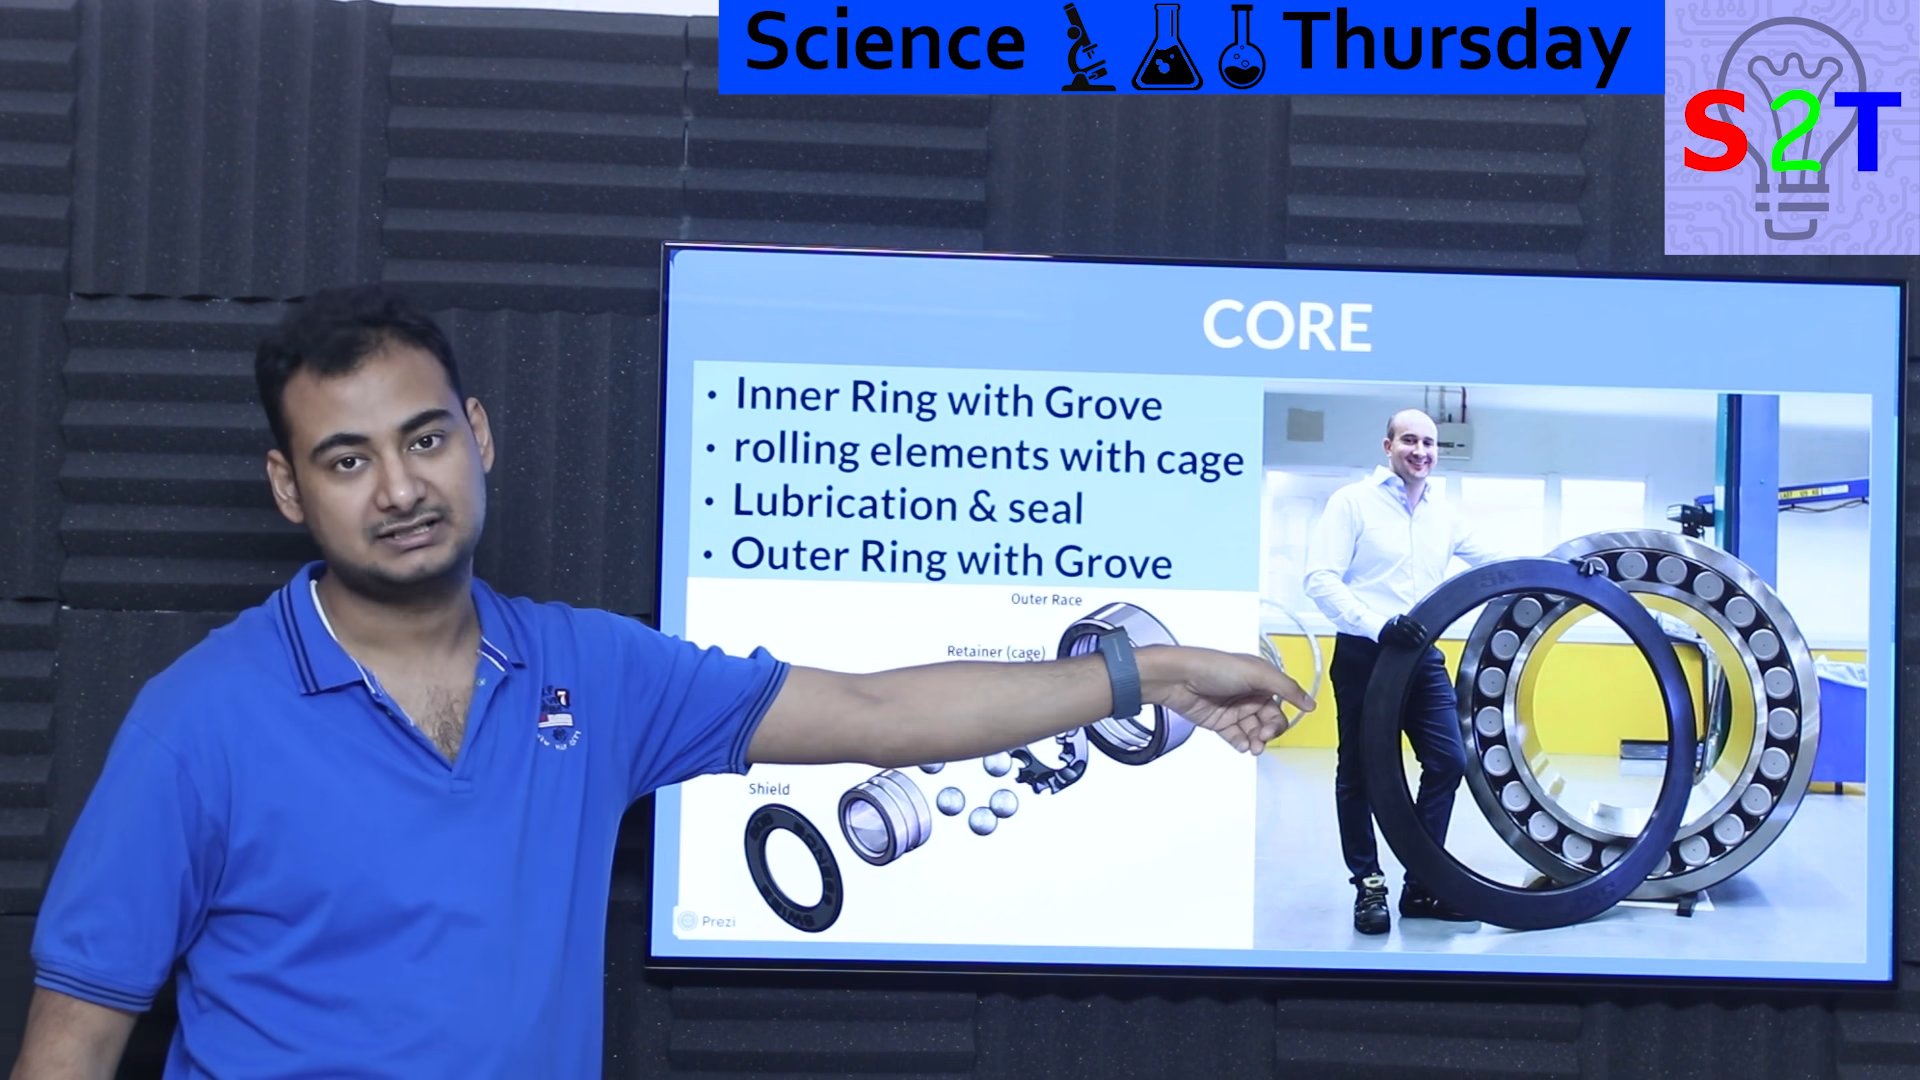 Science Thursday
S2T
CORE
• Inner Ring with Grove
• rolling elements with cage
• Lubrication & seal
• Outer Ring with Grove
Outer Race
Retainer (cage)
Shield
Prezi